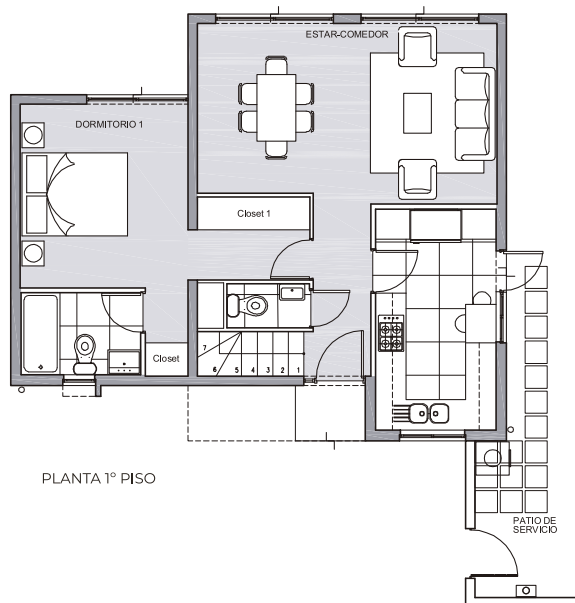 ESTAR-COMEDOR
DORMITORIO 1
Closet 1
Closet
7
6 5 4 3 2 1
PLANTA 1º PISO
PATIO DE
SERVICIO